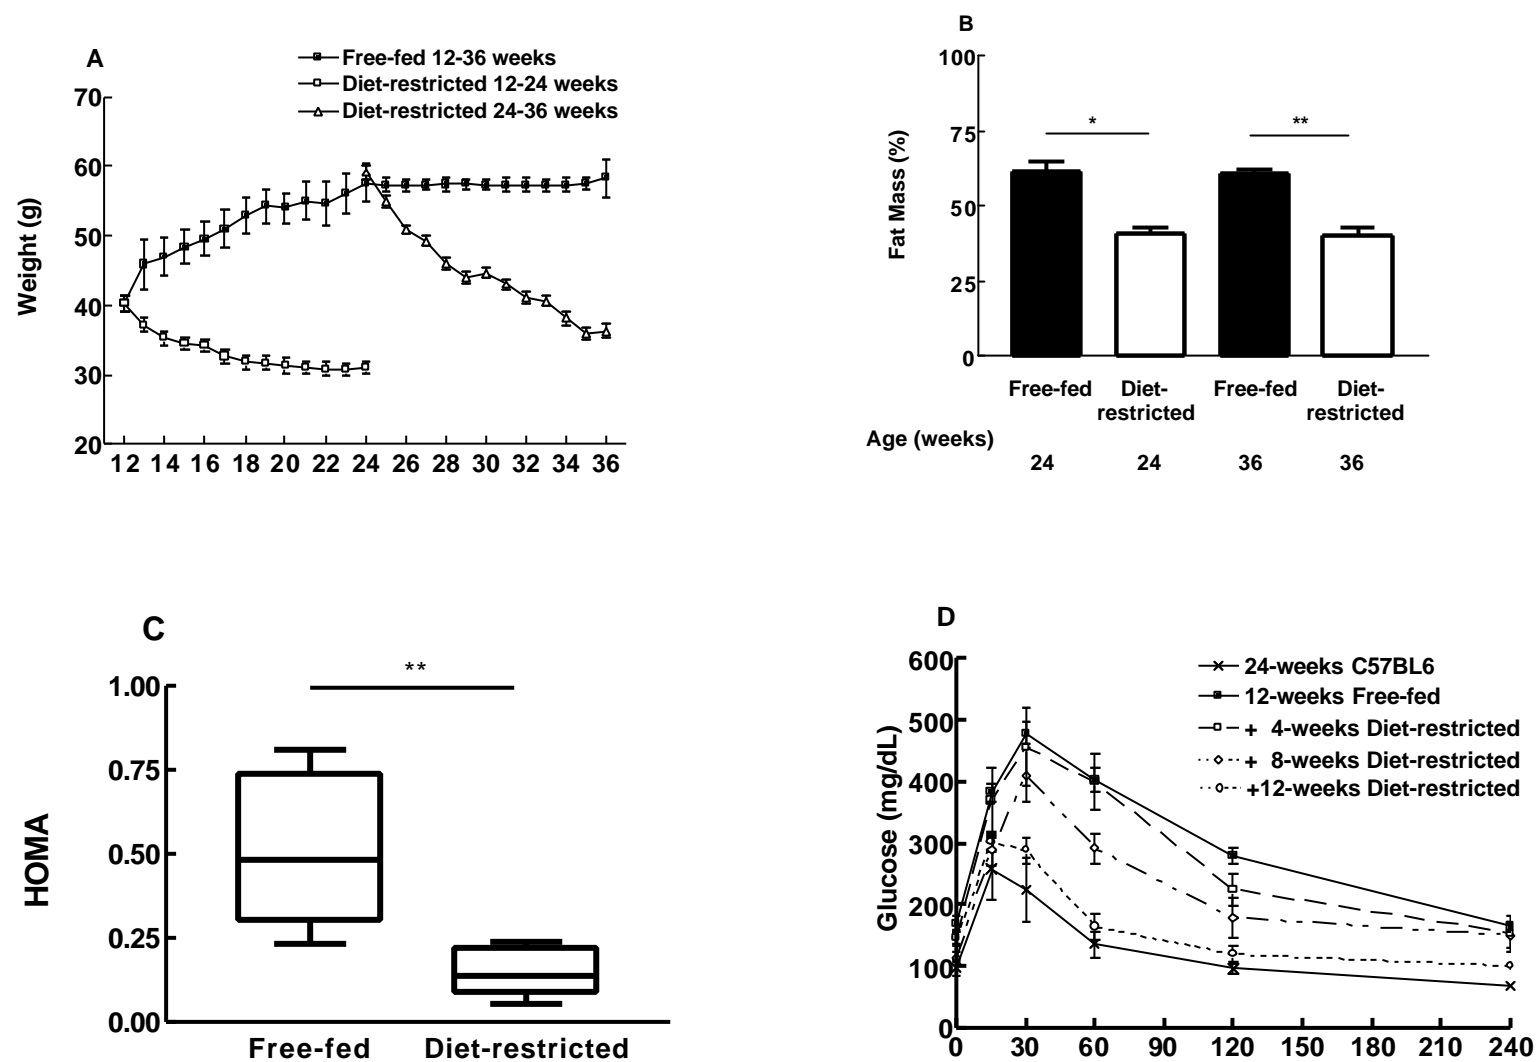 A
Free-fed 12-36 weeks
Diet-restricted 12-24 weeks
Diet-restricted 24-36 weeks
70
60
50
40
30
20
Weight (g)
12 14 16 18 20 22 24 26 28 30 32 34 36
B
100
75
50
25
0
Fat Mass (%)
* **
Free-fed Diet- Free-fed Diet-
restricted restricted
Age (weeks)
24 24 36 36
C
**
1.00
0.75
0.50
0.25
0.00
HOMA
Free-fed Diet-restricted
D
24-weeks C57BL6
12-weeks Free-fed
+ 4-weeks Diet-restricted
+ 8-weeks Diet-restricted
+12-weeks Diet-restricted
600
500
400
300
200
100
0
Glucose (mg/dL)
0 30 60 90 120 150 180 210 240